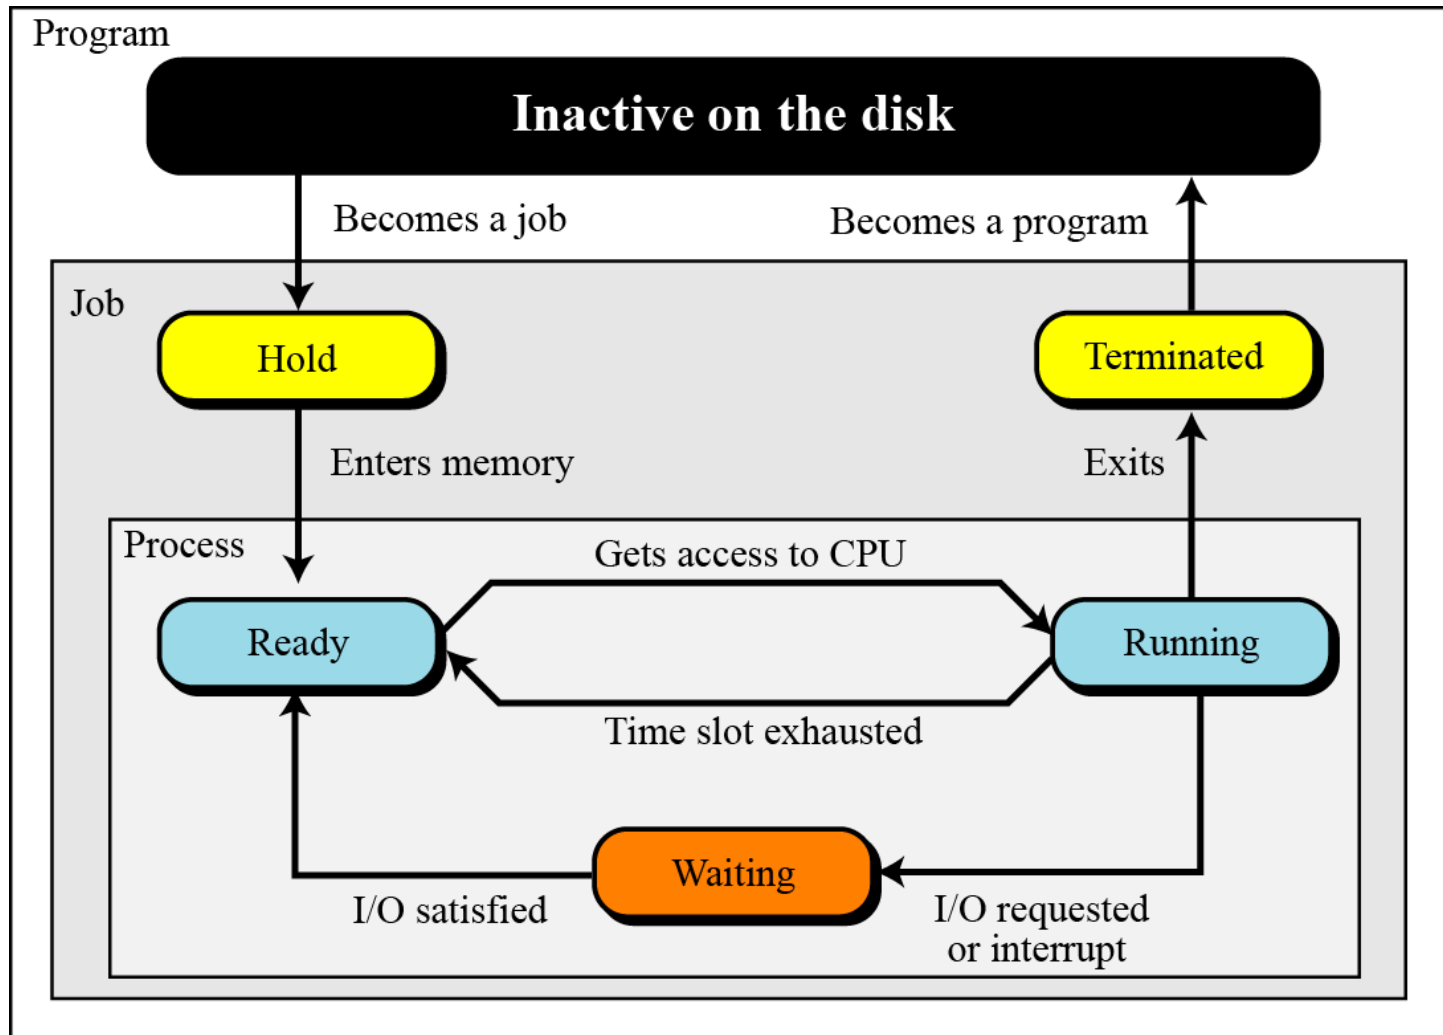 Program
Inactive on the disk
Becomes a job
Becomes a program
Job
Hold
Terminated
Enters memory
Exits
Process
Gets access to CPU
Ready
Running
Time slot exhausted
Waiting
I/O satisfied
I/O requested
or interrupt